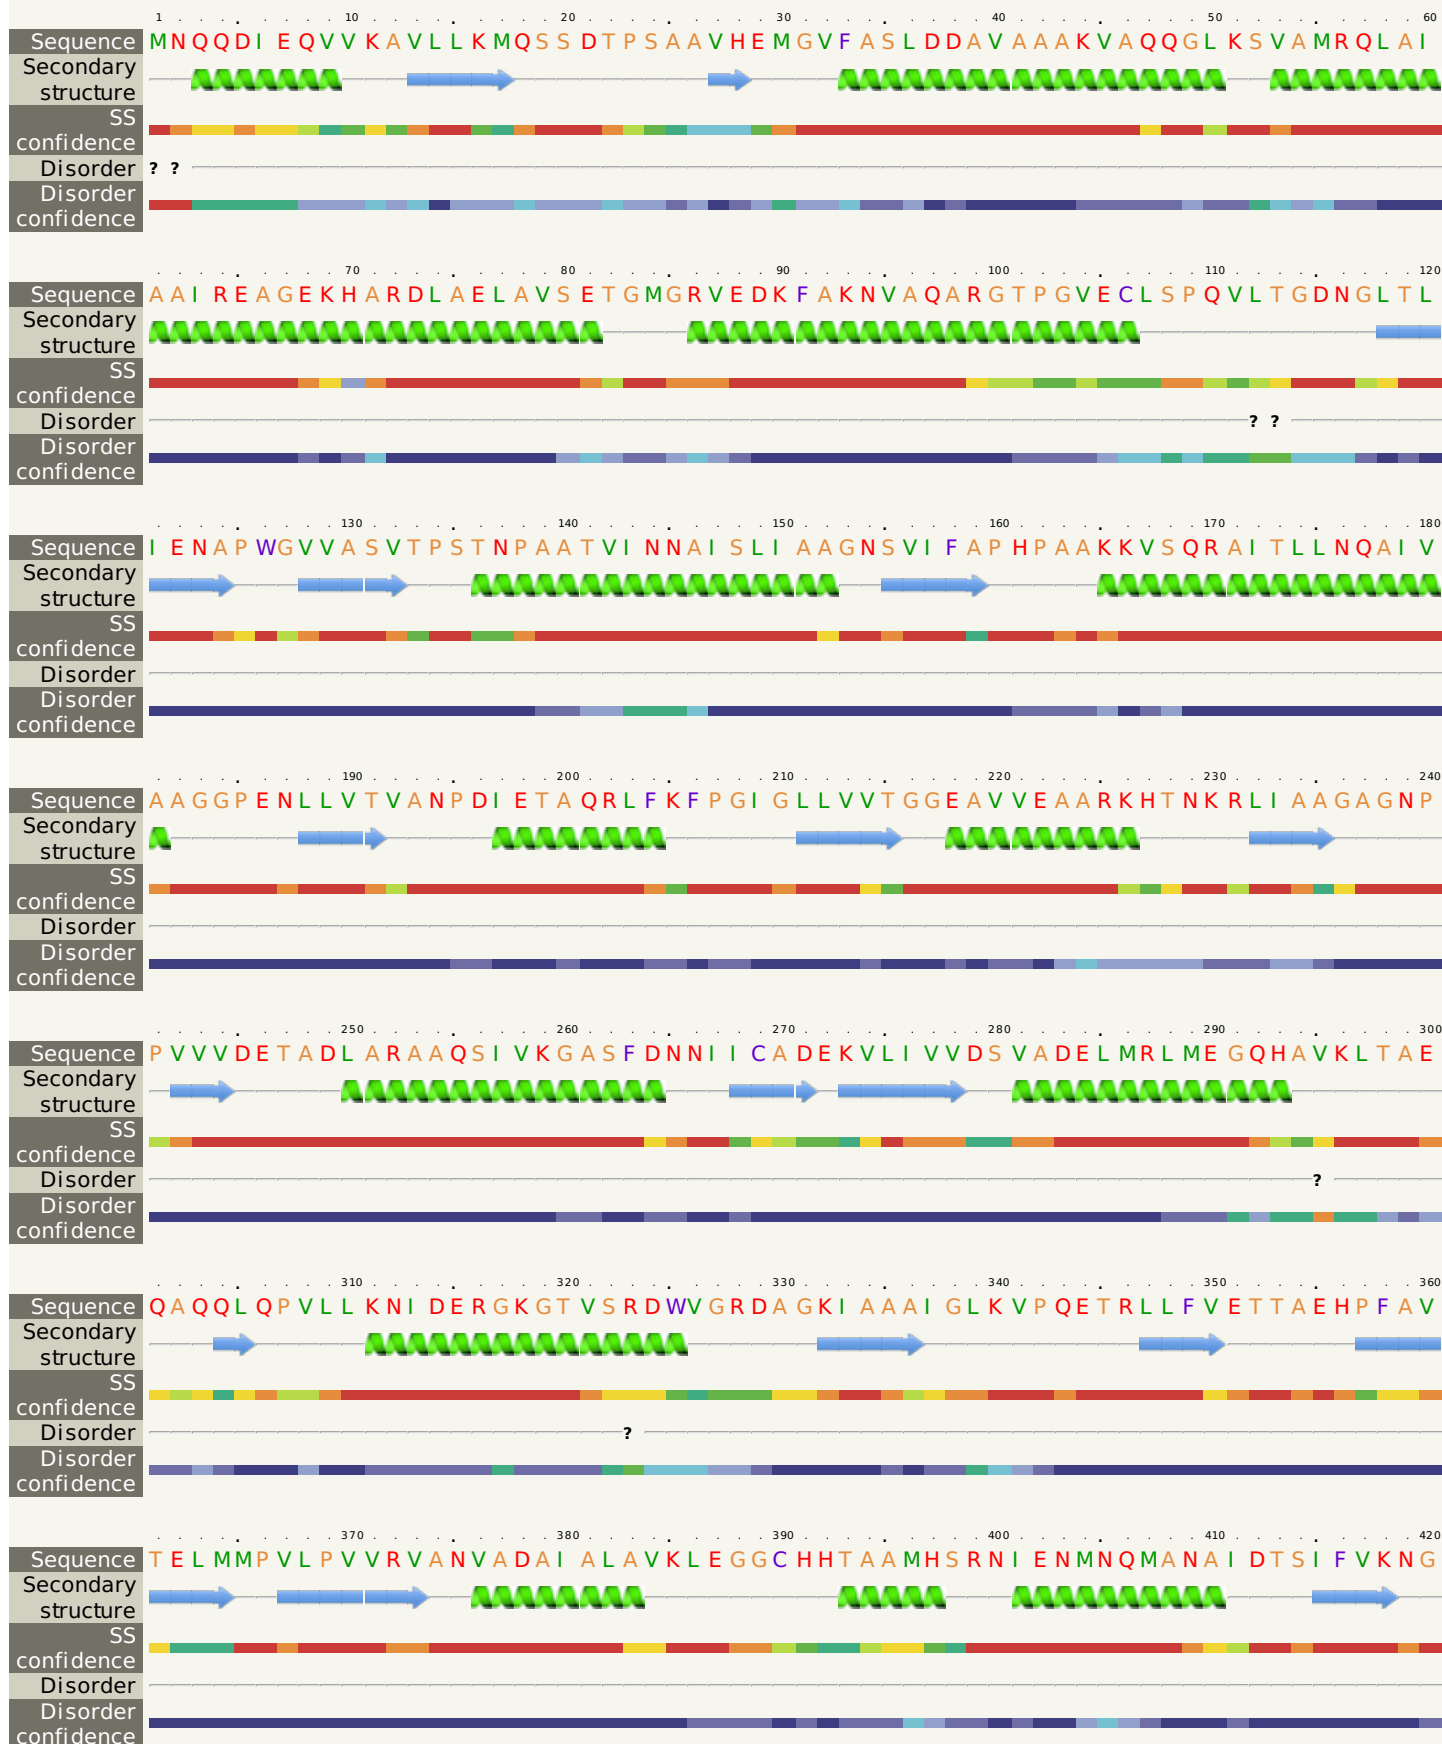 1 10 20 30 40 50 60
Sequence MNQQDIEQVVKAVLLKMQSSDTPSAAVHEMGVFASLDDAVAAAKVAQQGLKSVAMRQLAI
Secondary
structure
SS
confidence
Disorder ? ?
Disorder
confidence
70 80 90 100 110 120
Sequence AAIREAGEKHARDLAELAVSETGMGRVEDKFAKNVAQARGTPGVECLSPQVLTGDNGLTL
Secondary
structure
SS
confidence
Disorder ? ?
Disorder
confidence
130 140 150 160 170 180
Sequence IENAPWGVVASVTPSTNPAATVINNAISLIAAGNSVIFAPHPAAKKVSQRAITLLNQAIV
Secondary
structure
SS
confidence
Disorder
Disorder
confidence
190 200 210 220 230 240
Sequence AAGGPENLLVTVANPDIETAQRLFKFPGIGLLVVTGGEAVVEAARKHTNKRLIAAGAGNP
Secondary
structure
SS
confidence
Disorder
Disorder
confidence
250 260 270 280 290 300
Sequence PVVVDETADLARAAQSIVKGASFDNNIICADEKVLIVVDSVADELMRLMEGQHAVKLTAE
Secondary
structure
SS
confidence
Disorder ?
Disorder
confidence
310 320 330 340 350 360
Sequence QAQQLQPVLLKNIDERGKGTVSRDWVGRDAGKIAAAIGLKVPQETRLLFVETTAEHPFAV
Secondary
structure
SS
confidence
Disorder ?
Disorder
confidence
370 380 390 400 410 420
Sequence TELMMPVLPVVRVANVADAIALAVKLEGGCHHTAAMHSRNIENMNQMANAIDTSIFVKNG
Secondary
structure
SS
confidence
Disorder
Disorder
confidence